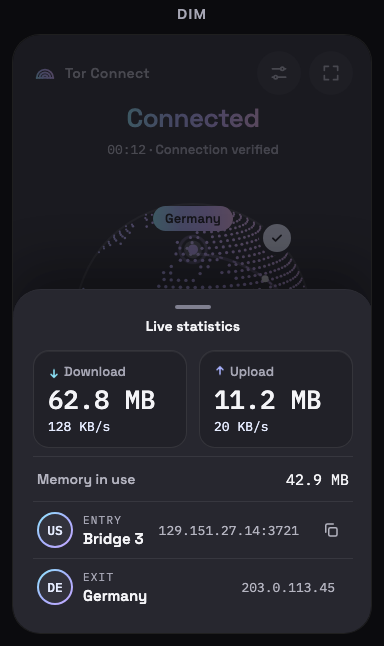 DIM
Tor Connect
Connected
00:12 · Connection verified
Germany
Live statistics
↓ Download
62.8 MB
128 KB/s
↑ Upload
11.2 MB
20 KB/s
Memory in use 42.9 MB
US ENTRY
Bridge 3 129.151.27.14:3721
DE EXIT
Germany 203.0.113.45